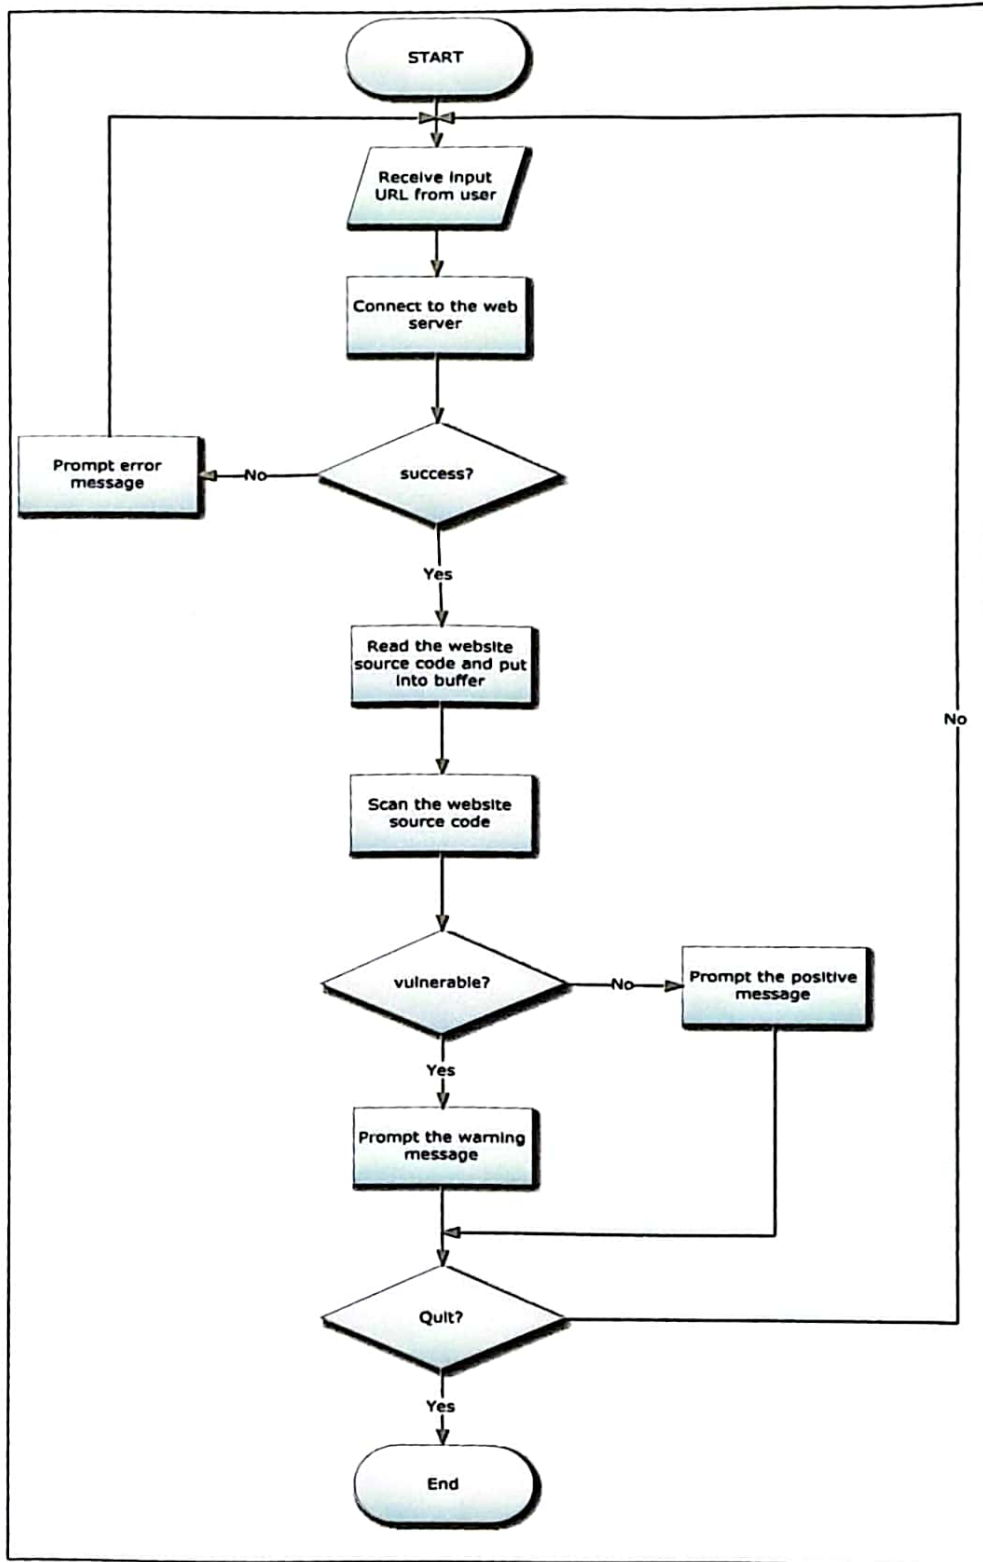 START
Receive input
URL from user
Connect to the web
server
success?
No
Prompt error
message
Yes
Read the website
source code and put
into buffer
No
Scan the website
source code
vulnerable?
No
Prompt the positive
message
Yes
Prompt the warning
message
Quit?
Yes
End